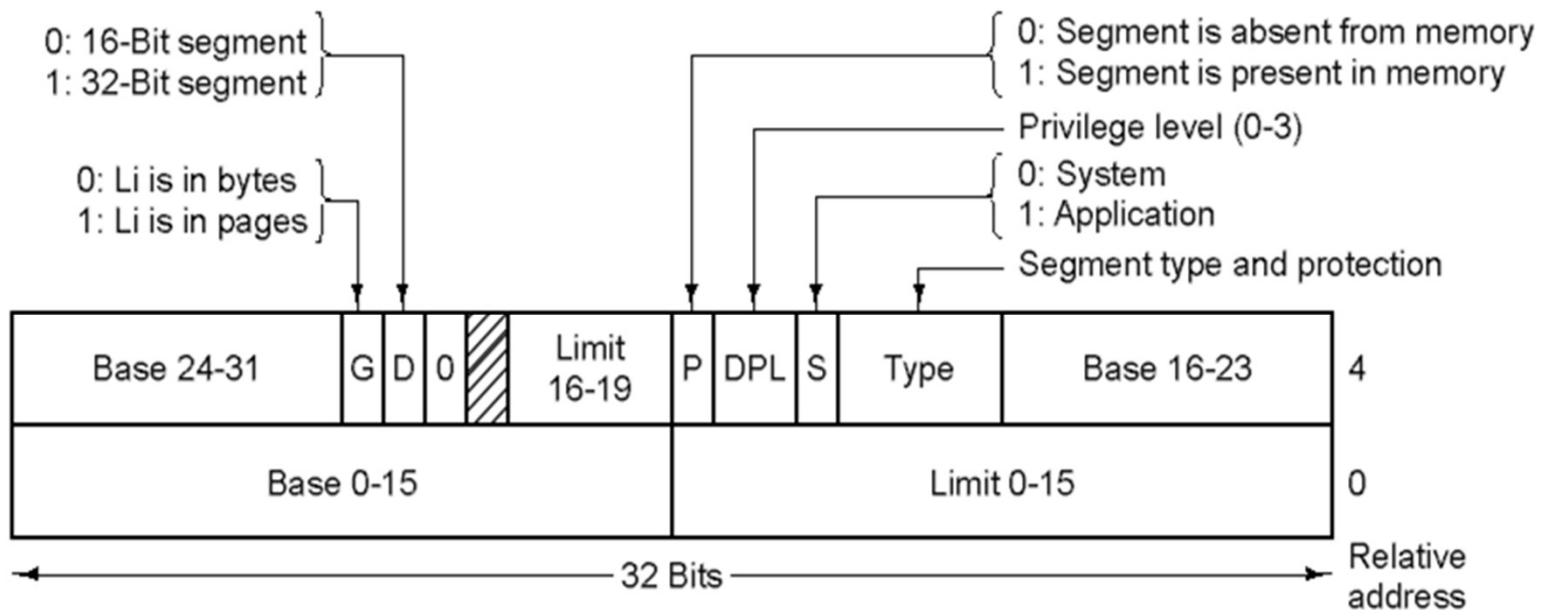 0: 16-Bit segment
1: 32-Bit segment
0: Li is in bytes
1: Li is in pages
0: Segment is absent from memory
1: Segment is present in memory
Privilege level (0-3)
0: System
1: Application
Segment type and protection
Base 24-31
G
D
0
Limit
16-19
P
DPL
S
Type
Base 16-23
4
Base 0-15
Limit 0-15
0
32 Bits
Relative
address